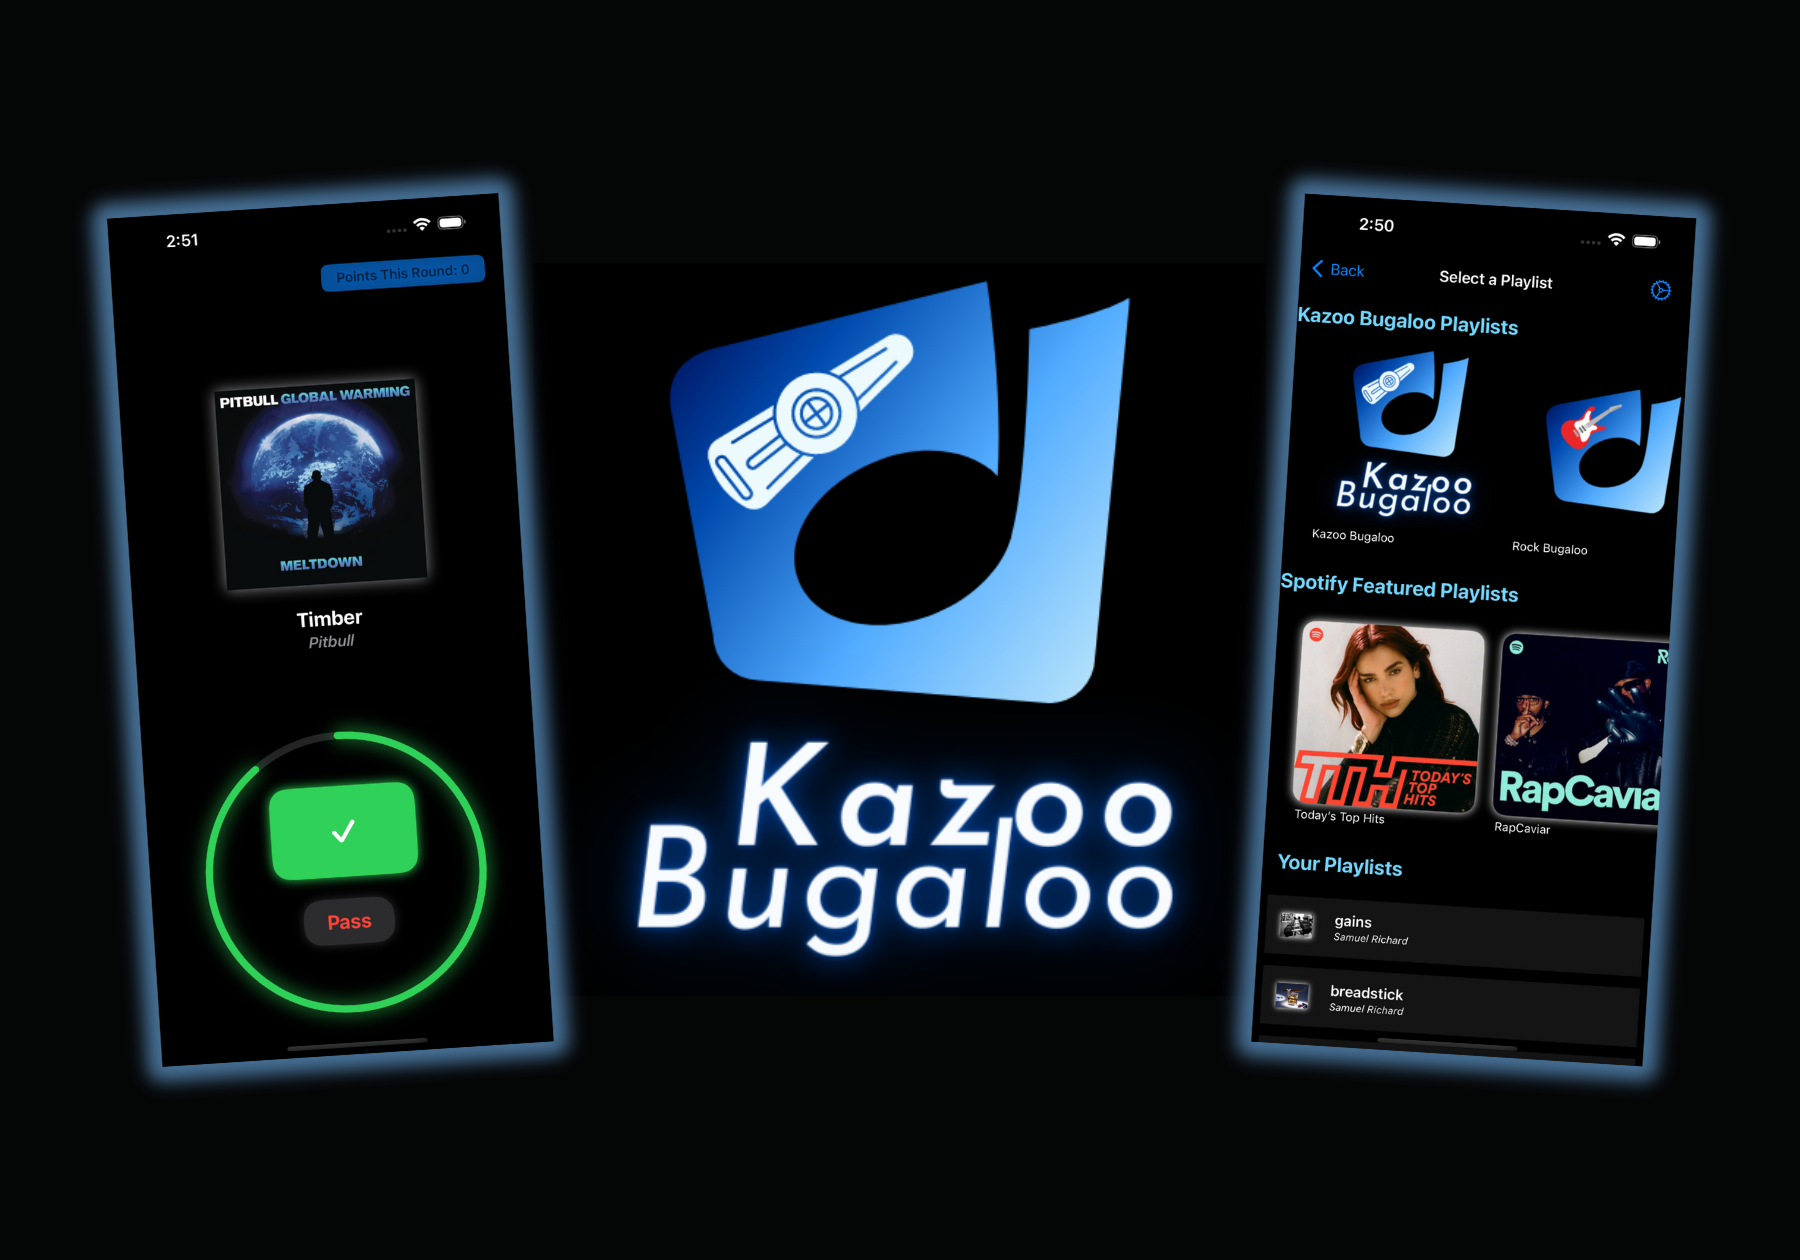 2:51
Points This Round: 0
PITBULL GLOBAL WARMING
MELTDOWN
Timber
Pitbull
Pass
Kazoo
Bugaloo
2:50
Back
Select a Playlist
Kazoo Bugaloo Playlists
Kazoo
Bugaloo
Kazoo Bugaloo
Rock Bugaloo
Spotify Featured Playlists
TTH TODAY'S
TOP
HITS
RapCavia
Today's Top Hits
RapCaviar
Your Playlists
gains
Samuel Richard
breadstick
Samuel Richard